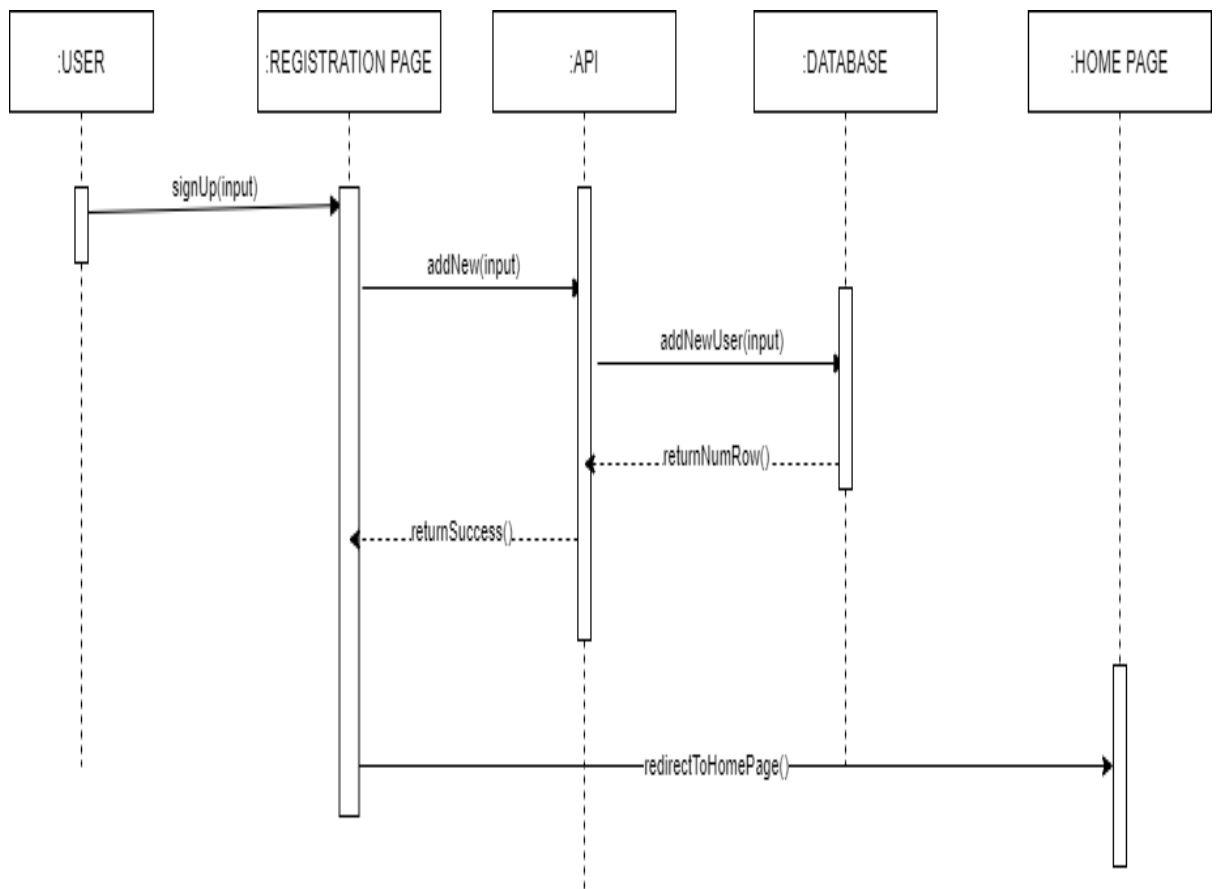 :USER
:REGISTRATION PAGE
:API
:DATABASE
:HOME PAGE
signUp(input)
addNew(input)
addNewUser(input)
returnNumRow()
returnSuccess()
redirectToHomePage()